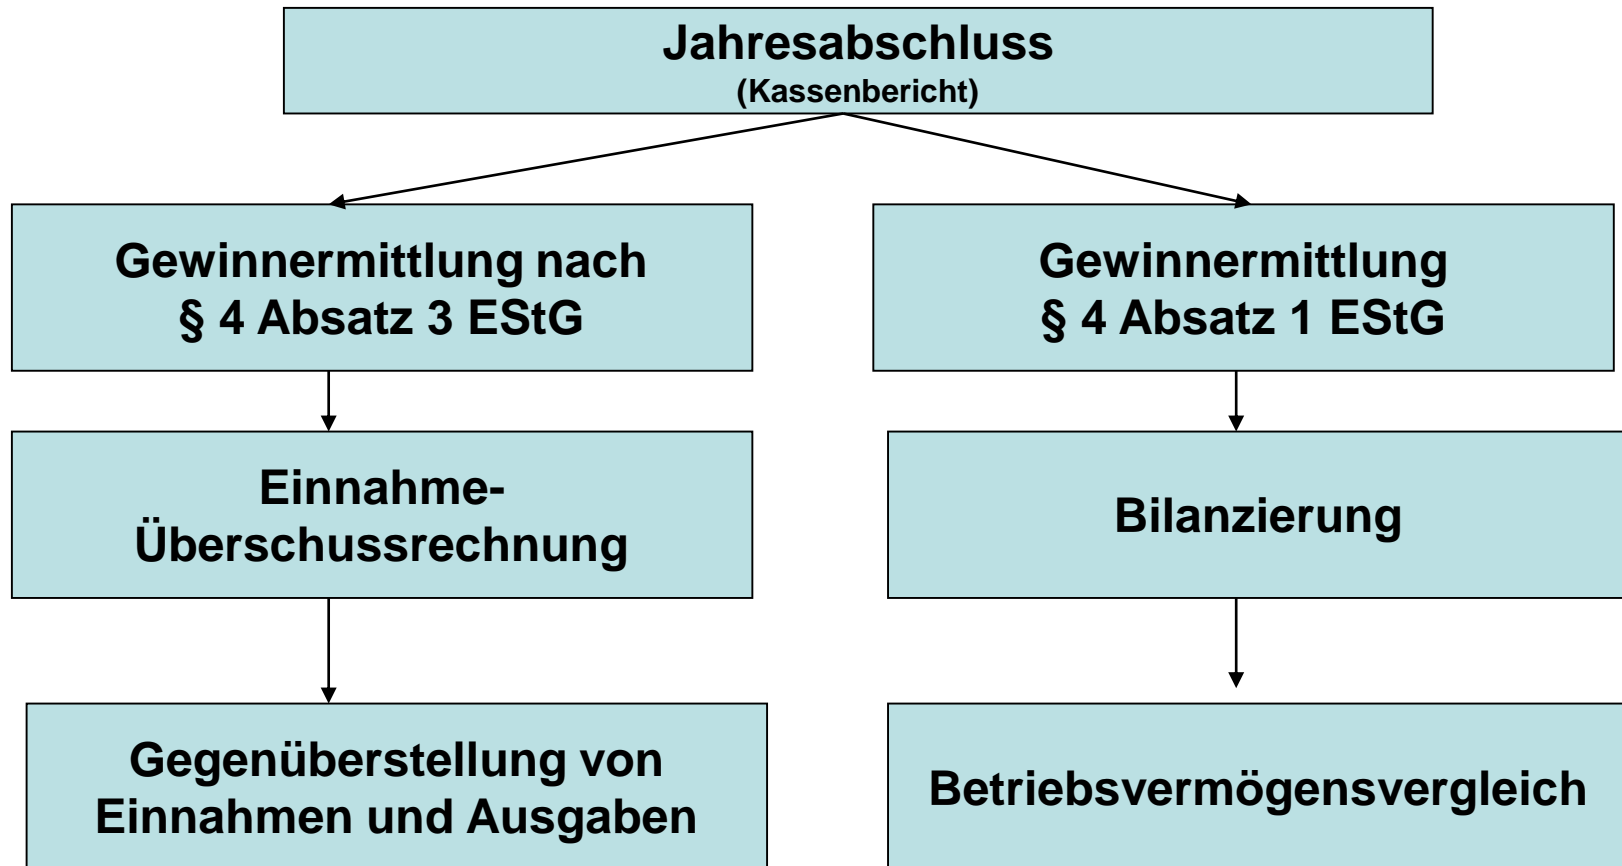 Jahresabschluss
(Kassenbericht)
Gewinnermittlung nach
§ 4 Absatz 3 EStG
Gewinnermittlung
§ 4 Absatz 1 EStG
Einnahme-
Überschussrechnung
Bilanzierung
Gegenüberstellung von
Einnahmen und Ausgaben
Betriebsvermögensvergleich